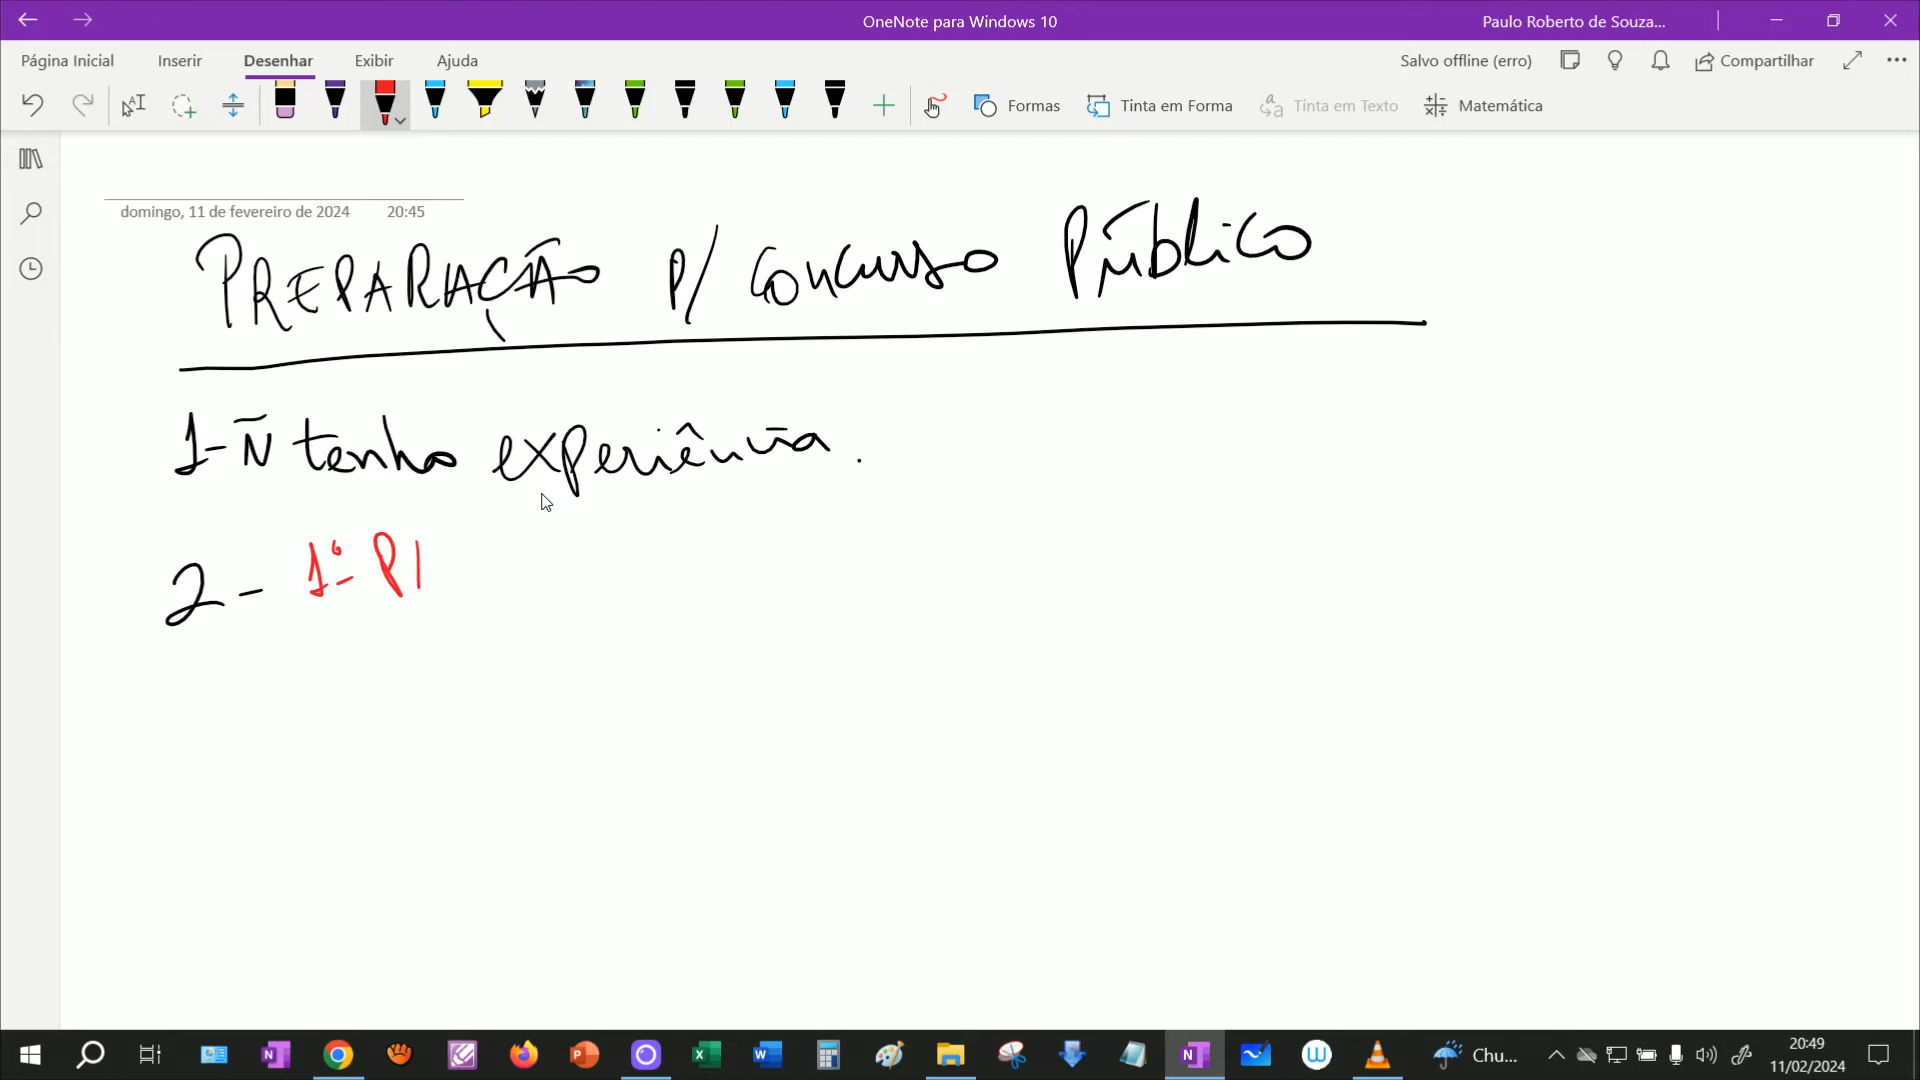 OneNote para Windows 10
Paulo Roberto de Souza...
Página Inicial Inserir Desenhar Exibir Ajuda
Salvo offline (erro) Compartilhar
Formas Tinta em Forma Tinta em Texto Matemática
domingo, 11 de fevereiro de 2024 20:45
PREPARAÇÃO P/ Concurso Público
1-Ñ tenho experiência.
2- 1º P
Chu...
20:49
11/02/2024